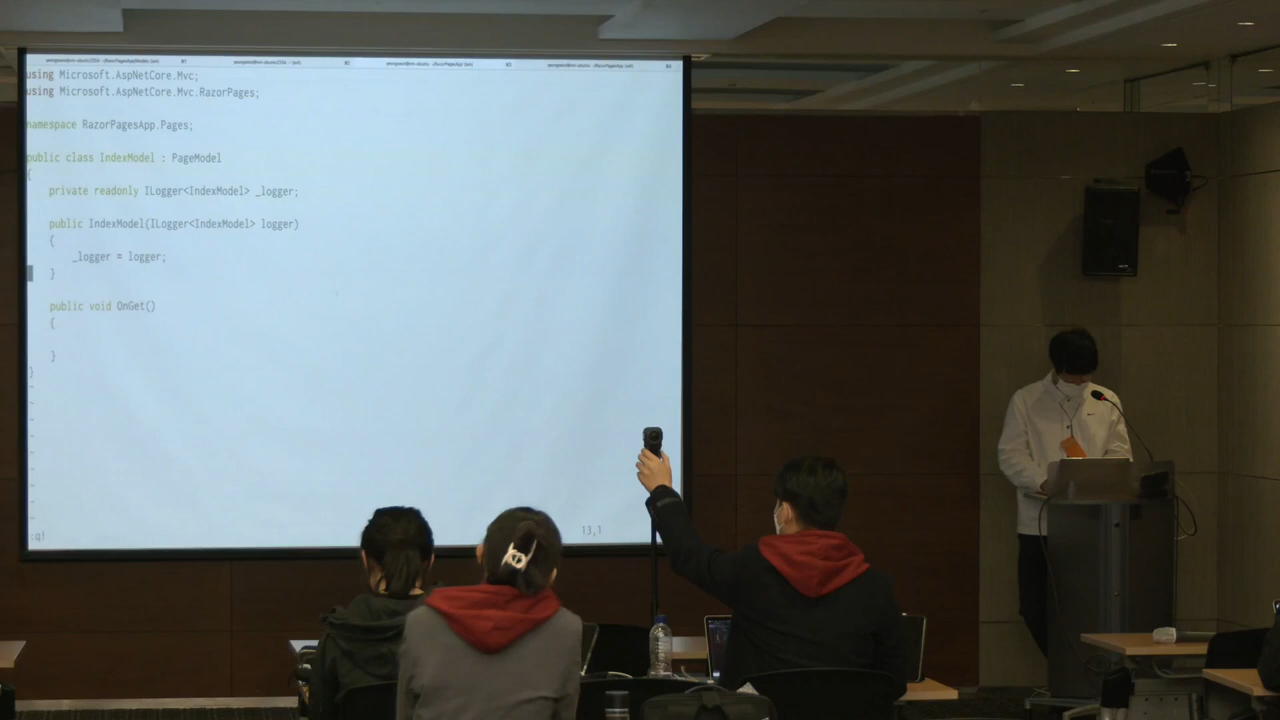 using Microsoft.AspNetCore.Mvc;
using Microsoft.AspNetCore.Mvc.RazorPages;
namespace RazorPagesApp.Pages;
public class IndexModel : PageModel
{
private readonly ILogger<IndexModel> _logger;
public IndexModel(ILogger<IndexModel> logger)
{
_logger = logger;
}
public void OnGet()
{
}
}
~
~
~
~
~
~
~
~
~
:q! 13,1